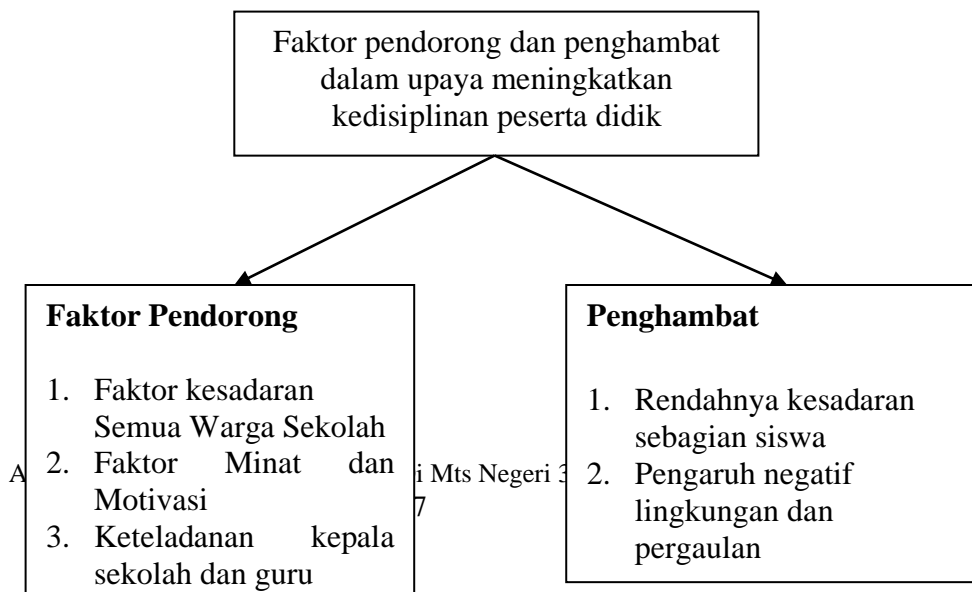 Faktor pendorong dan penghambat
dalam upaya meningkatkan
kedisiplinan peserta didik
Faktor Pendorong
1. Faktor kesadaran
Semua Warga Sekolah
2. Faktor Minat dan
Motivasi
3. Keteladanan kepala
sekolah dan guru
A
i Mts Negeri 3
7
Penghambat
1. Rendahnya kesadaran
sebagian siswa
2. Pengaruh negatif
lingkungan dan
pergaulan